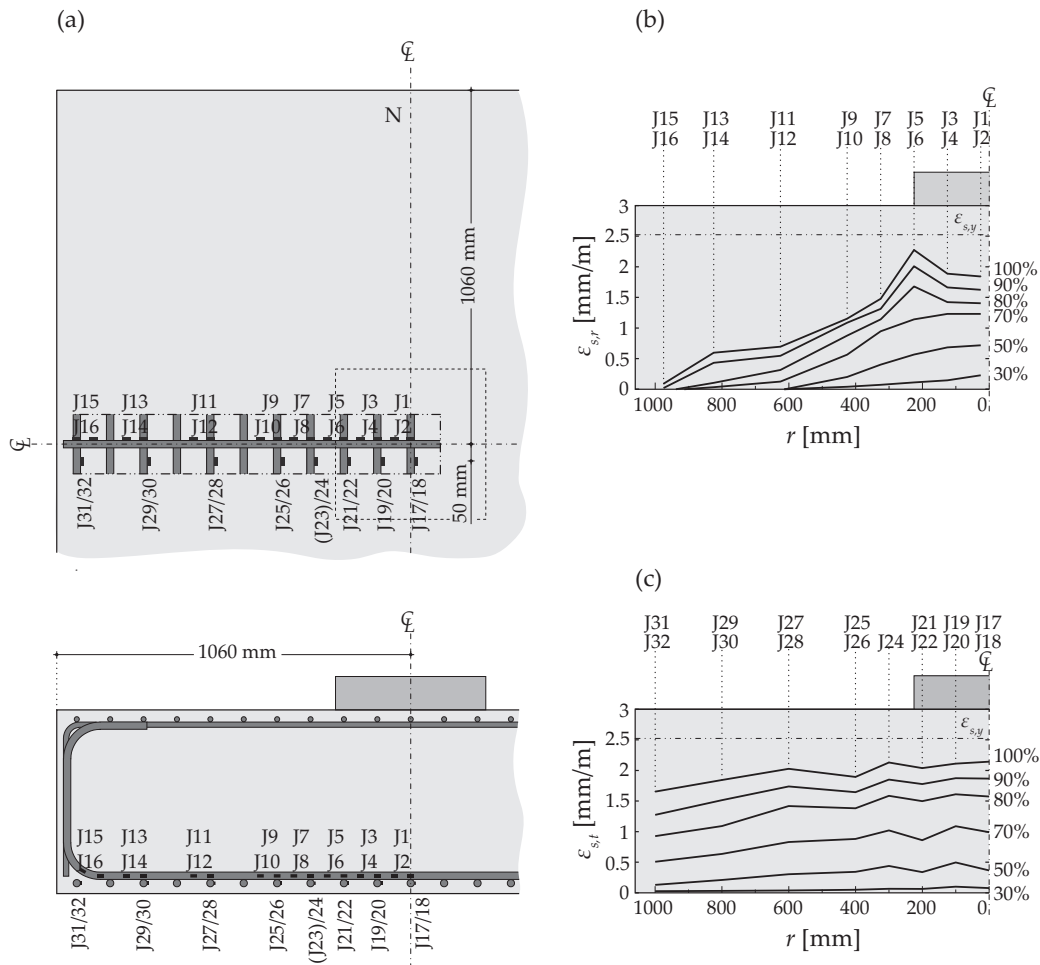 (a)
℄
N
1060 mm
J15 J13 J11 J9 J7 J5 J3 J1
J16 J14 J12 J10 J8 J6 J4 J2
℄
50 mm
J31/32 J29/30 J27/28 J25/26 (J23)/24 J21/22 J19/20 J17/18
℄
1060 mm
J15 J13 J11 J9 J7 J5 J3 J1
J16 J14 J12 J10 J8 J6 J4 J2
J31/32 J29/30 J27/28 J25/26 (J23)/24 J21/22 J19/20 J17/18
(b)
℄
J15 J13 J11 J9 J7 J5 J3 J1
J16 J14 J12 J10 J8 J6 J4 J2
εs,y
3
2.5
2
1.5
1
0.5
0
εs,r [mm/m]
100%
90%
80%
70%
50%
30%
1000 800 600 400 200 0
r [mm]
(c)
J31 J29 J27 J25 J21 J19 J17
J32 J30 J28 J26 J24 J22 J20 J18
℄
εs,y
3
2.5
2
1.5
1
0.5
0
εs,t [mm/m]
100%
90%
80%
70%
50%
30%
1000 800 600 400 200 0
r [mm]